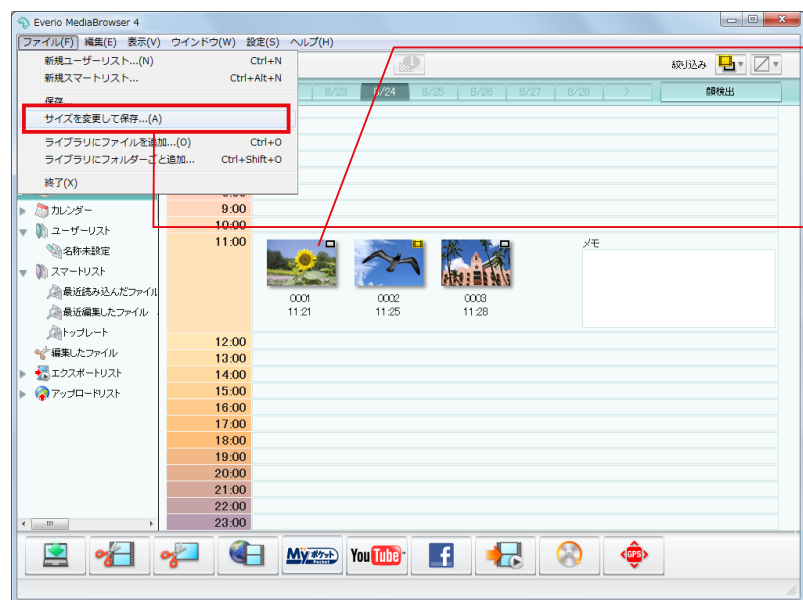 Everio MediaBrowser 4
ファイル(F) 編集(E) 表示(V) ウインドウ(W) 設定(S) ヘルプ(H)
新規ユーザーリスト...(N) Ctrl+N
新規スマートリスト... Ctrl+Alt+N
保存...
サイズを変更して保存...(A)
ライブラリにファイルを追加...(O) Ctrl+O
ライブラリにフォルダーごと追加... Ctrl+Shift+O
終了(X)
絞り込み
8/23 8/24 8/25 8/26 8/27 8/28 > 顔検出
カレンダー
ユーザーリスト
名称未設定
スマートリスト
最近読み込んだファイル
最近編集したファイル
トップレート
編集したファイル
エクスポートリスト
アップロードリスト
9:00
10:00
11:00
メモ
0001 0002 0003
11:21 11:25 11:28
12:00
13:00
14:00
15:00
16:00
17:00
18:00
19:00
20:00
21:00
22:00
23:00
Myポケット Pocket
YouTube
f
GPS